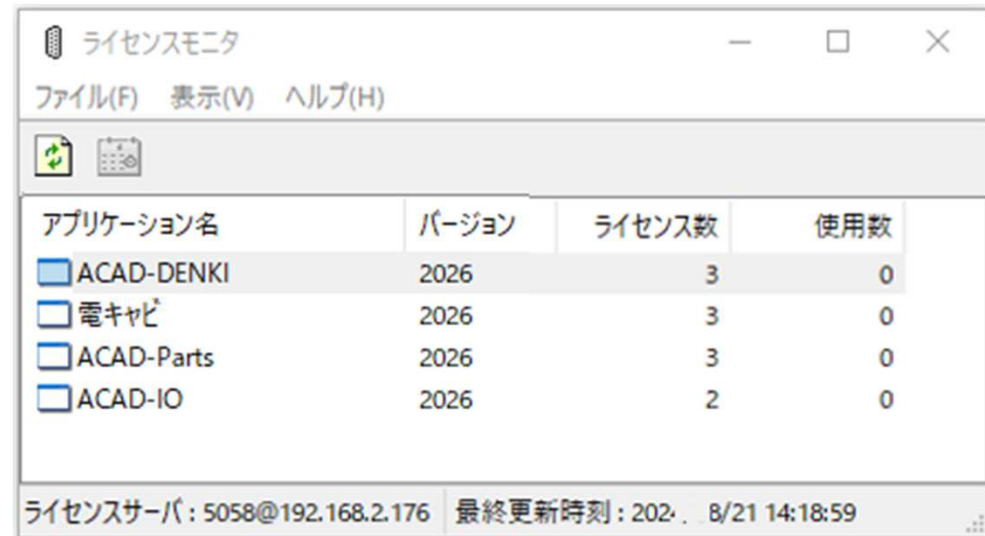 ライセンスモニタ
ファイル(F) 表示(V) ヘルプ(H)
アプリケーション名 バージョン ライセンス数 使用数
ACAD-DENKI 2026 3 0
電キャビ 2026 3 0
ACAD-Parts 2026 3 0
ACAD-IO 2026 2 0
ライセンスサーバ : 5058@192.168.2.176 最終更新時刻 : 8/21 14:18:59